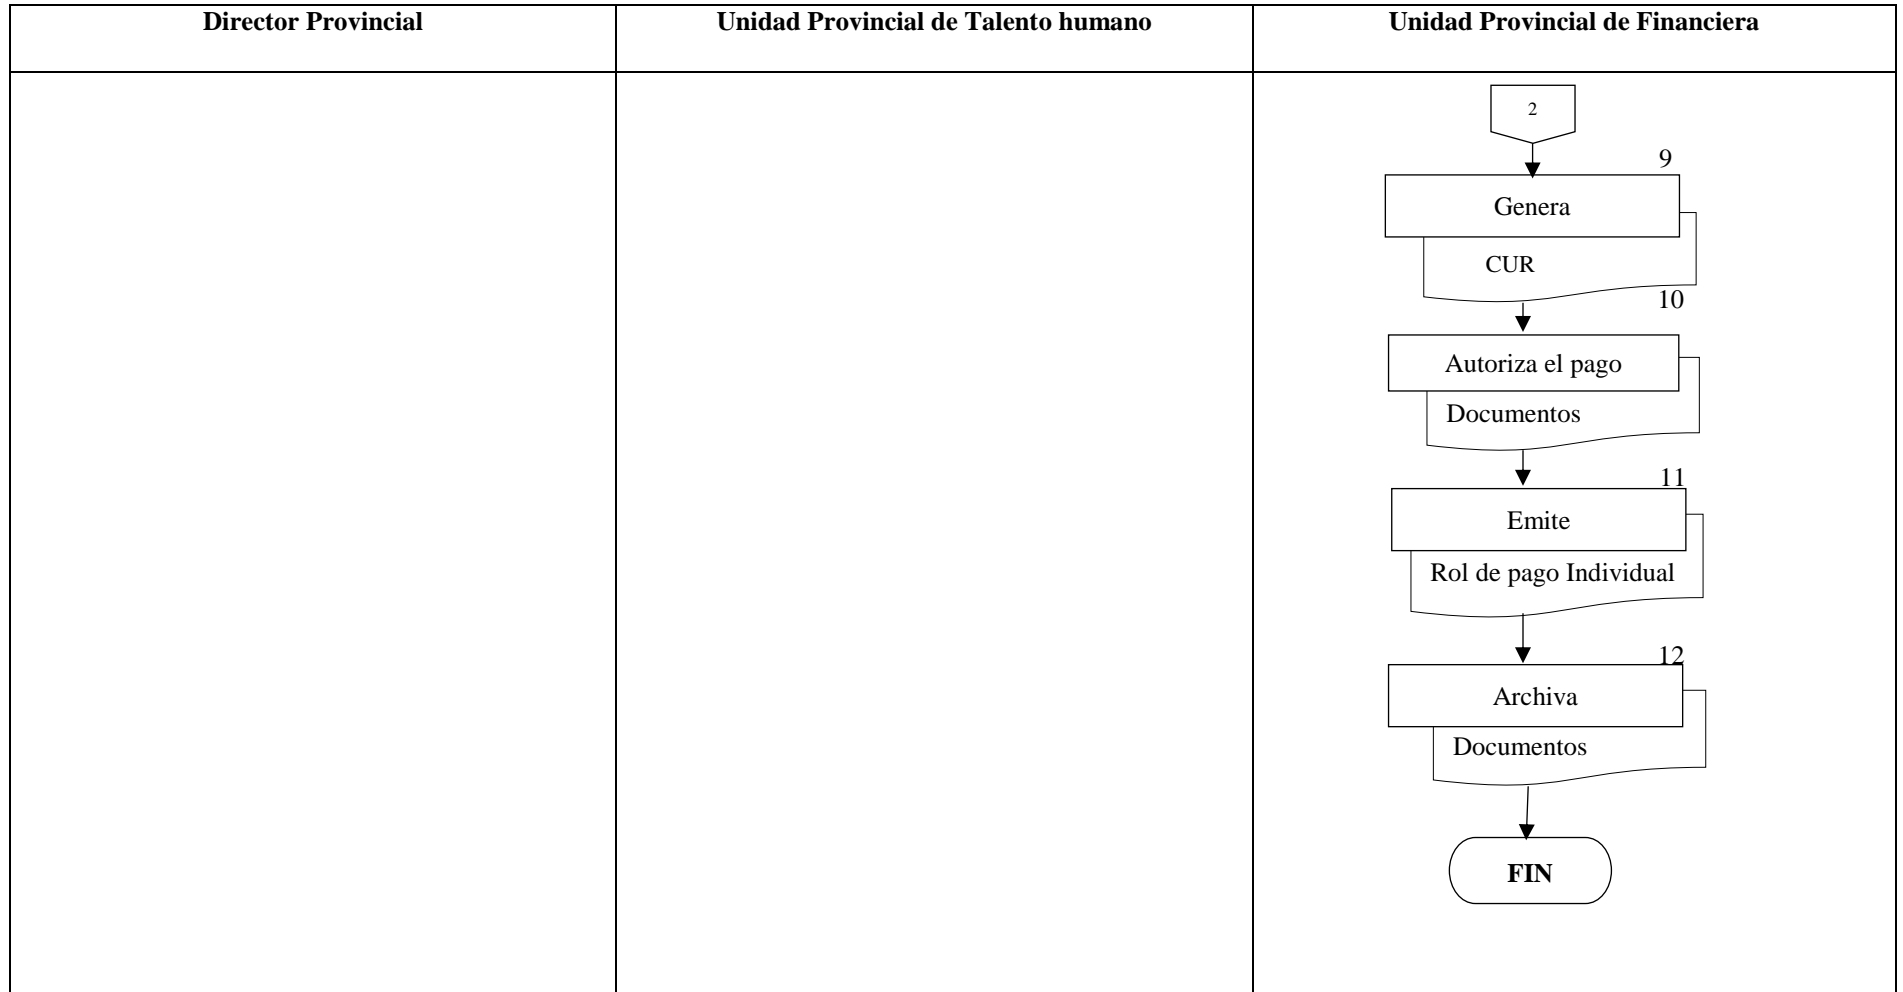 Director Provincial
Unidad Provincial de Talento humano
Unidad Provincial de Financiera
2
9
Genera
CUR
10
Autoriza el pago
Documentos
11
Emite
Rol de pago Individual
12
Archiva
Documentos
FIN